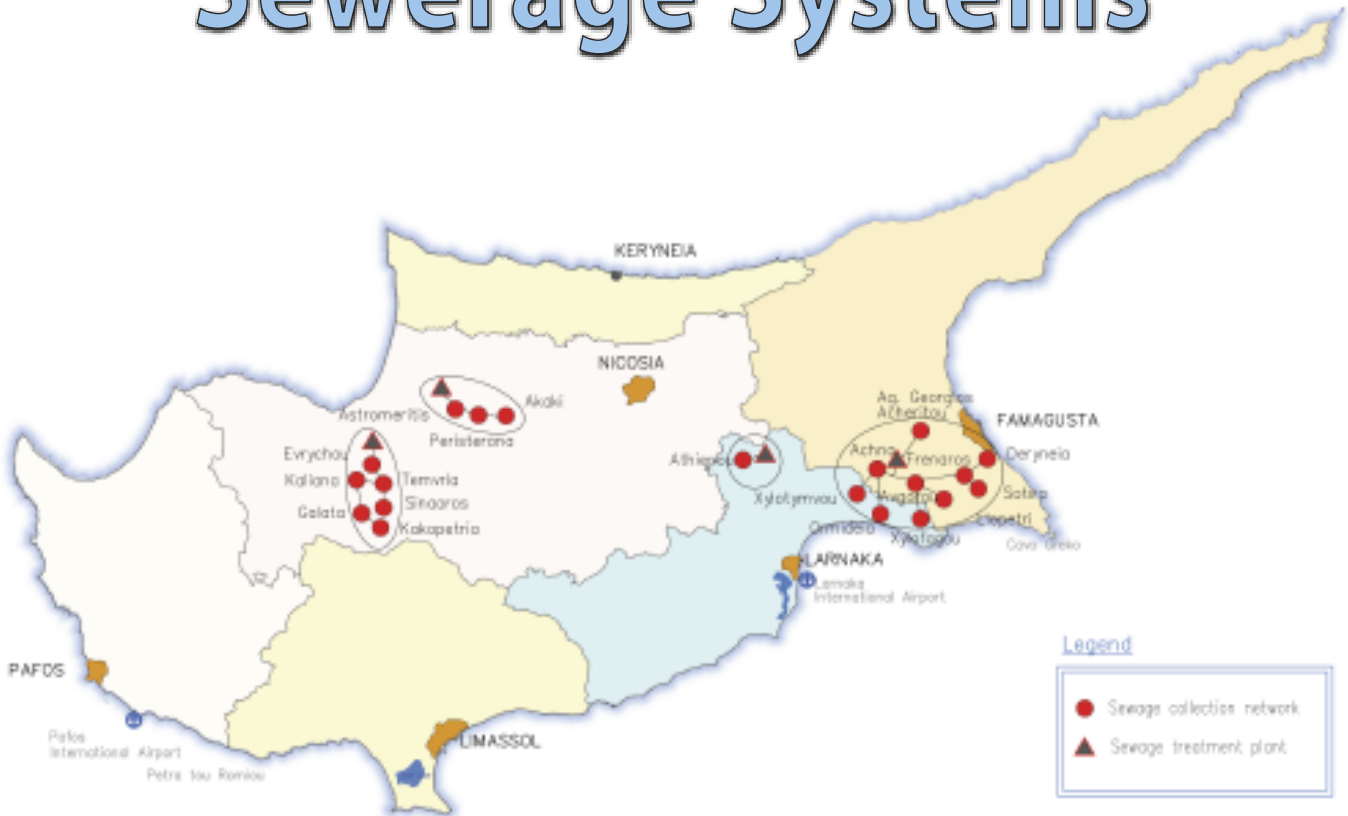 Sewerage Systems
KERYNEIA
NICOSIA
Akaki
Astromeritis
Peristerona
Ag. Georgios
Acheritou
FAMAGUSTA
Evrychou
Achna
Frenaros
Deryneia
Athienou
Kaliana
Temvria
Xylotymvou
Avgorou
Sotira
Galata
Sinaoros
Liopetri
Kakopetria
Ormideia
Xylofagou
Cavo Greko
LARNAKA
Larnaka
International Airport
Legend
PAFOS
Sewage collection network
Pafos
International Airport
LIMASSOL
Sewage treatment plant
Petra tou Romiou